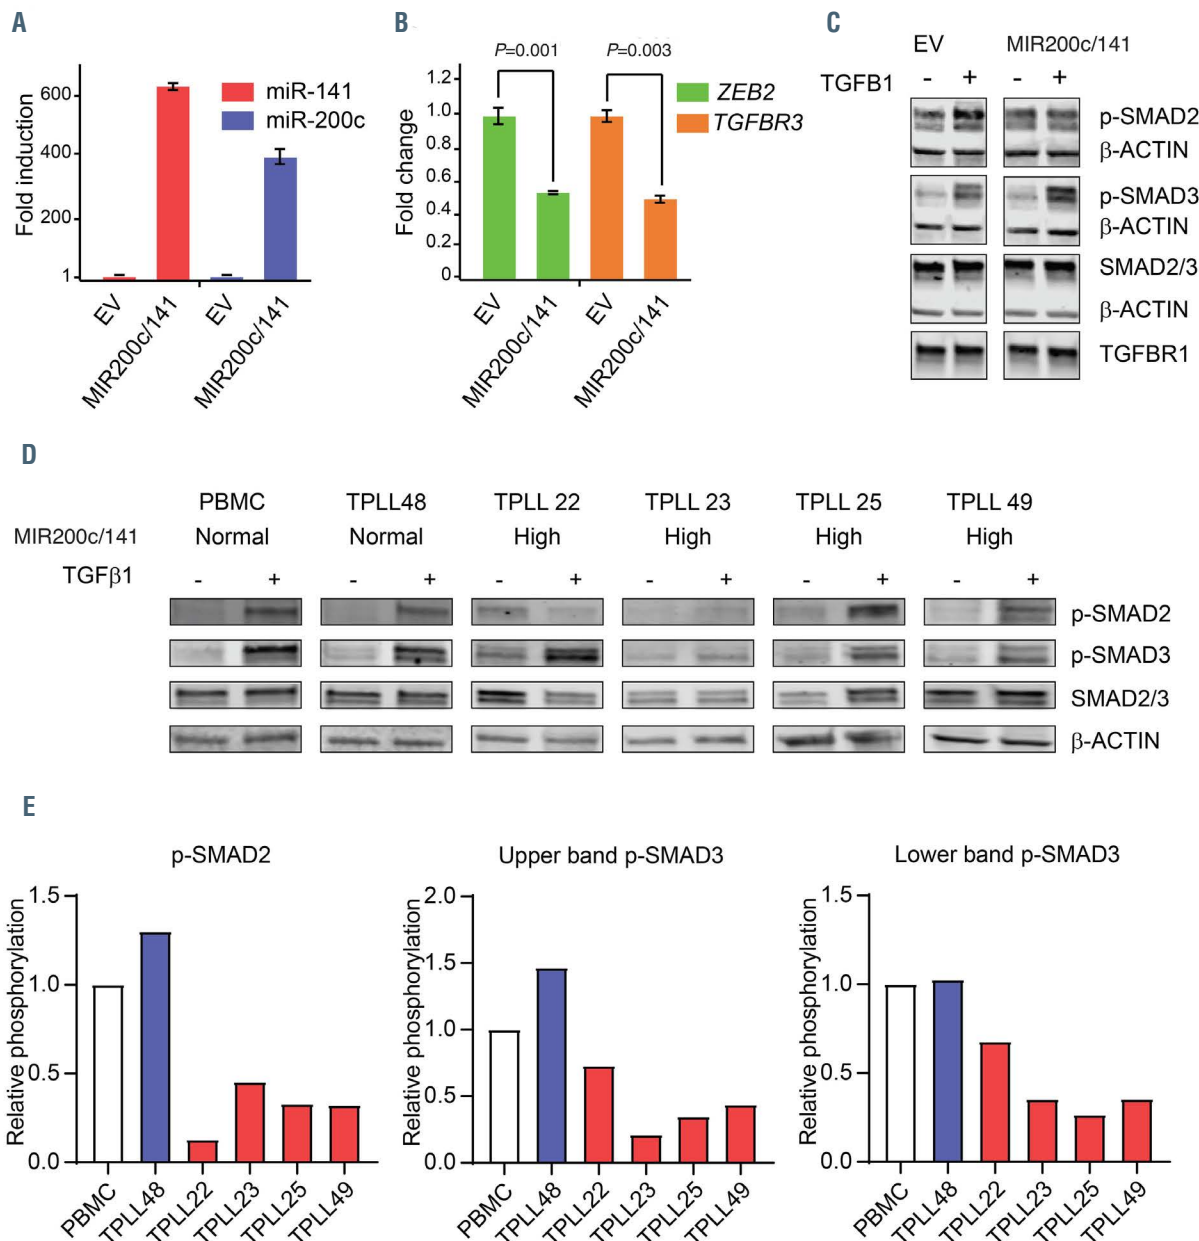 A
Fold induction
600
400
200
1
miR-141
miR-200c
EV
MIR200c/141
EV
MIR200c/141
B
P=0.001
P=0.003
Fold change
1.2
1.0
0.8
0.6
0.4
0.2
0
ZEB2
TGFBR3
EV
MIR200c/141
EV
MIR200c/141
C
EV MIR200c/141
TGFB1 - + - +
p-SMAD2
β-ACTIN
p-SMAD3
β-ACTIN
SMAD2/3
β-ACTIN
TGFBR1
D
PBMC TPLL48 TPLL 22 TPLL 23 TPLL 25 TPLL 49
MIR200c/141 Normal Normal High High High High
TGFβ1 - + - + - + - + - + - +
p-SMAD2
p-SMAD3
SMAD2/3
β-ACTIN
E
p-SMAD2
Relative phosphorylation
1.5
1.0
0.5
0.0
PBMC
TPLL48
TPLL22
TPLL23
TPLL25
TPLL49
Upper band p-SMAD3
Relative phosphorylation
2.0
1.5
1.0
0.5
0.0
PBMC
TPLL48
TPLL22
TPLL23
TPLL25
TPLL49
Lower band p-SMAD3
Relative phosphorylation
1.5
1.0
0.5
0.0
PBMC
TPLL48
TPLL22
TPLL23
TPLL25
TPLL49